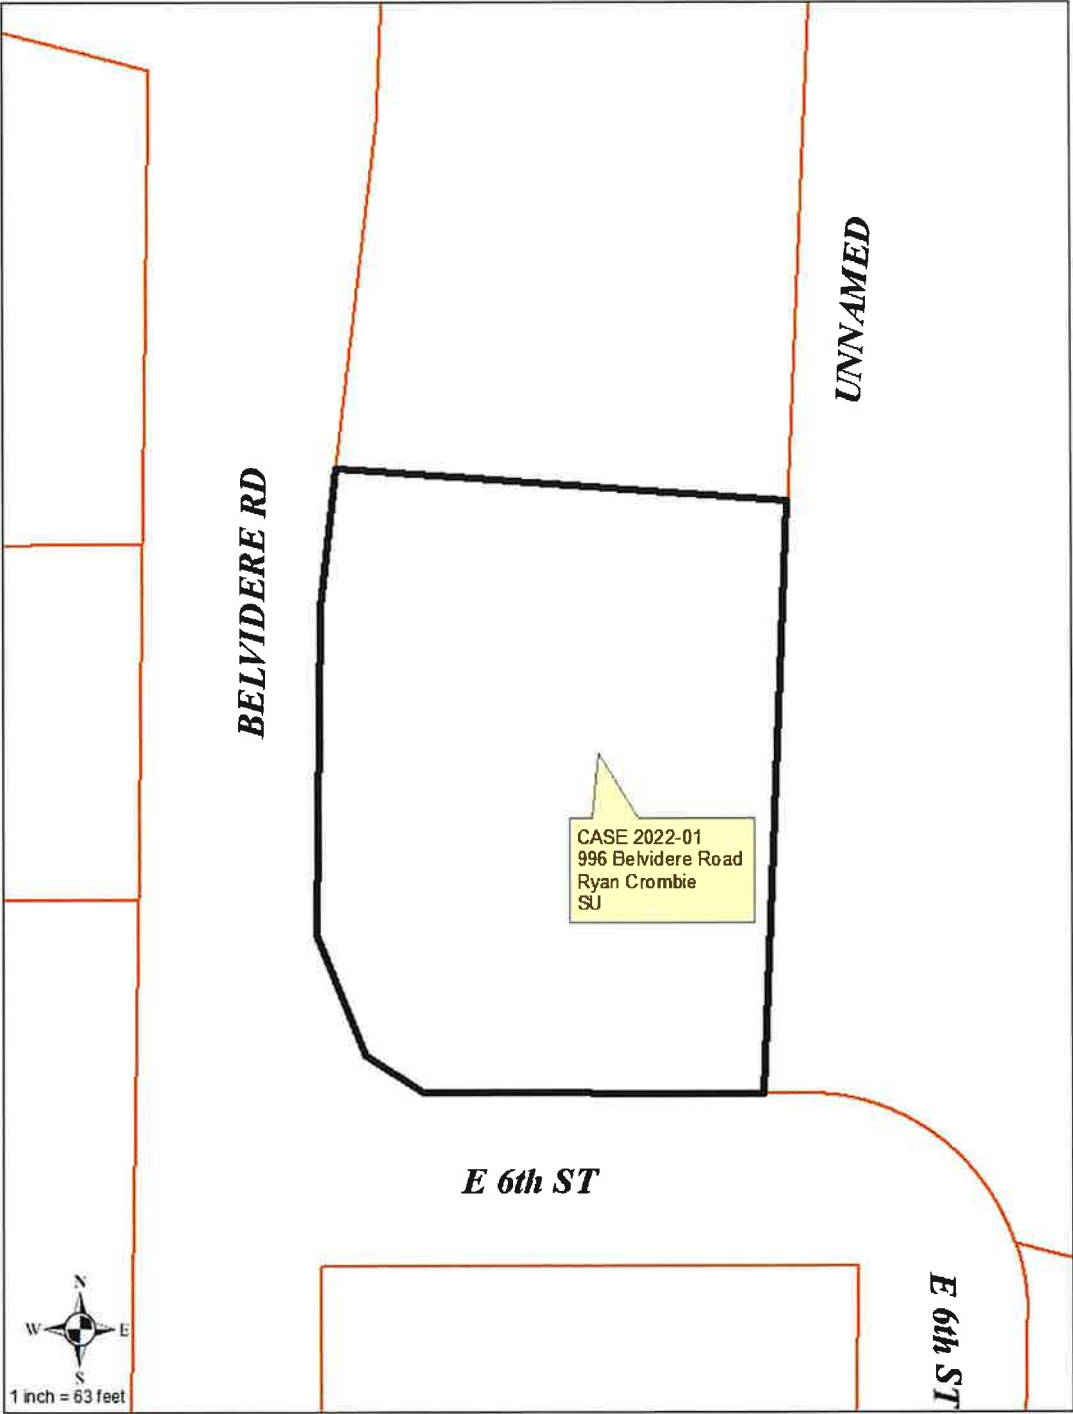 UNNAMED
BELVIDERE RD
CASE 2022-01
996 Belvidere Road
Ryan Crombie
SU
E 6th ST
E 6th ST
N
W E
S
1 inch = 63 feet